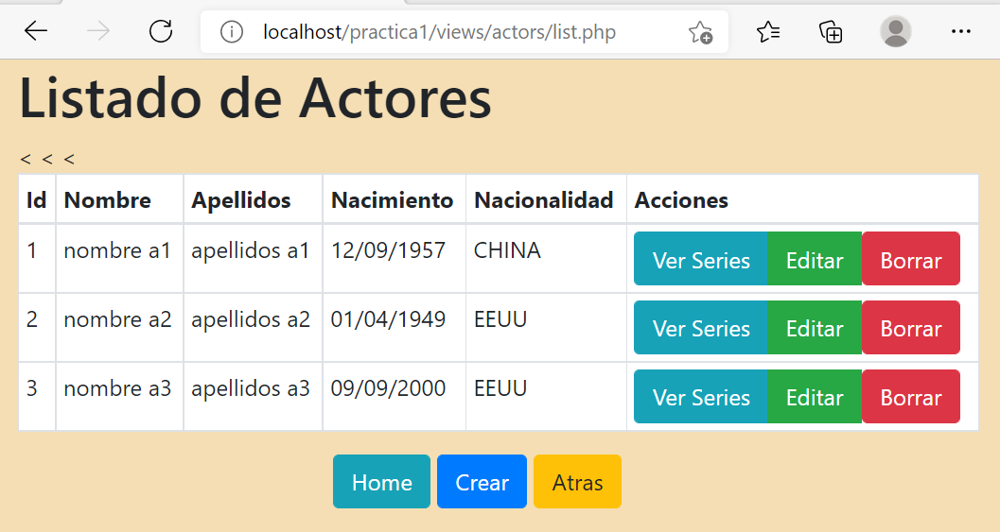 localhost/practica1/views/actors/list.php
Listado de Actores
< < <
Id Nombre Apellidos Nacimiento Nacionalidad Acciones
1 nombre a1 apellidos a1 12/09/1957 CHINA Ver Series Editar Borrar
2 nombre a2 apellidos a2 01/04/1949 EEUU Ver Series Editar Borrar
3 nombre a3 apellidos a3 09/09/2000 EEUU Ver Series Editar Borrar
Home Crear Atras